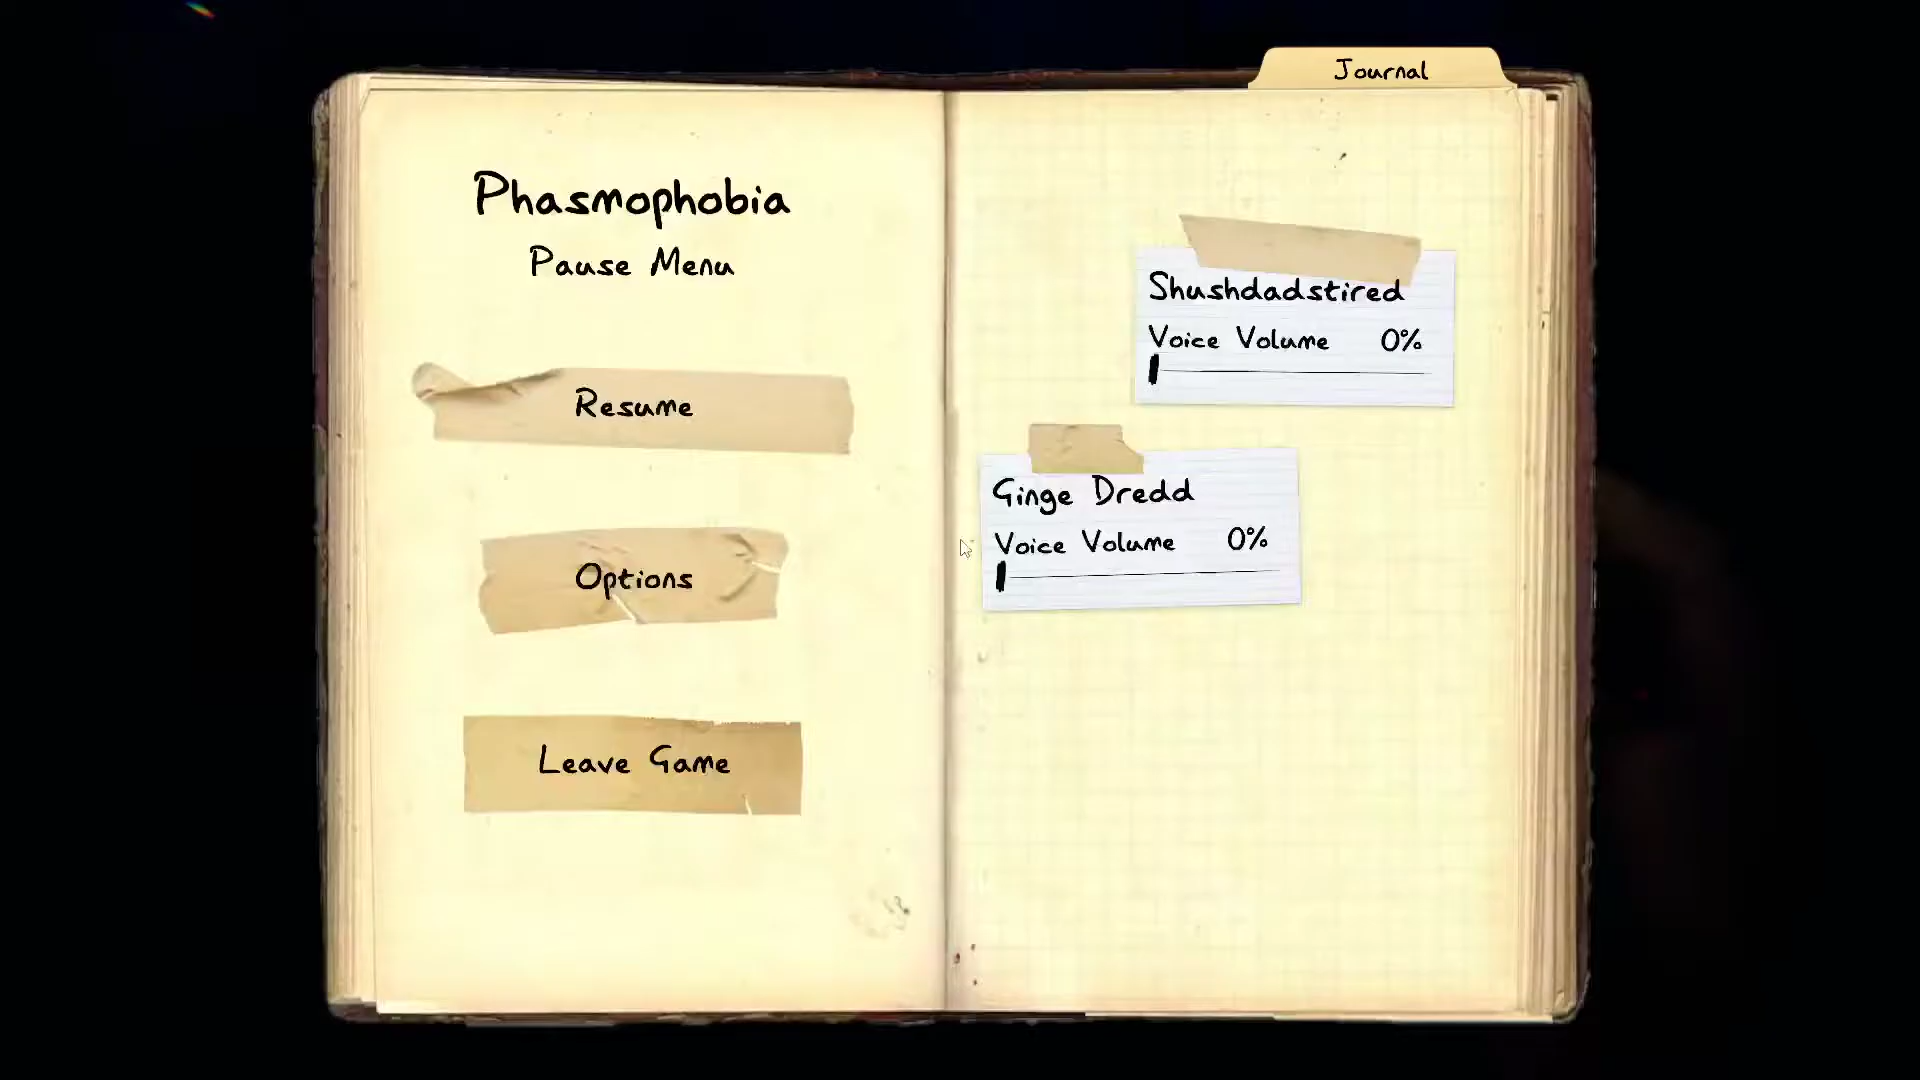 Journal
Phasmophobia
Pause Menu
Resume
Options
Leave Game
Shushdadstired
Voice Volume 0%
Ginge Dredd
Voice Volume 0%